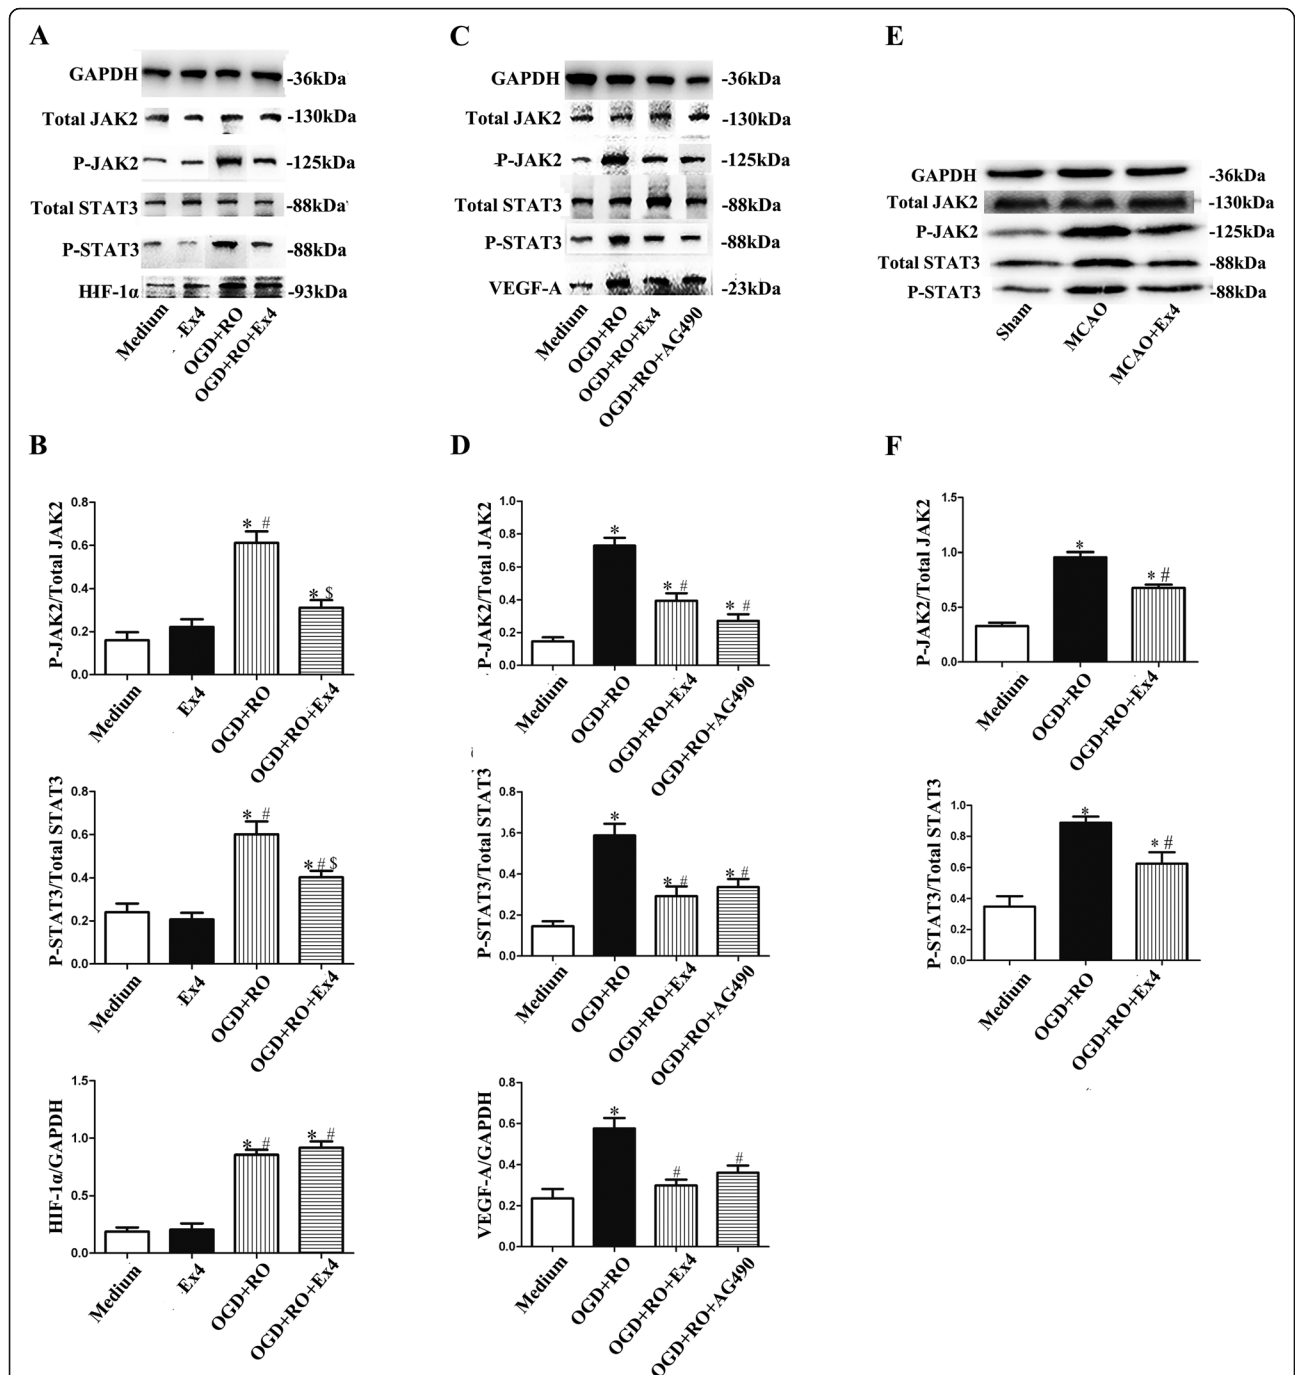 A
GAPDH -36kDa
Total JAK2 -130kDa
P-JAK2 -125kDa
Total STAT3 -88kDa
P-STAT3 -88kDa
HIF-1α -93kDa
Medium Ex4 OGD+RO OGD+RO+Ex4
C
GAPDH -36kDa
Total JAK2 -130kDa
P-JAK2 -125kDa
Total STAT3 -88kDa
P-STAT3 -88kDa
VEGF-A -23kDa
Medium OGD+RO OGD+RO+Ex4 OGD+RO+AG490
E
GAPDH -36kDa
Total JAK2 -130kDa
P-JAK2 -125kDa
Total STAT3 -88kDa
P-STAT3 -88kDa
Sham MCAO MCAO+Ex4
B
P-JAK2/Total JAK2
0.8
0.6
0.4
0.2
0.0
* #
* $
Medium Ex4 OGD+RO OGD+RO+Ex4
P-STAT3/Total STAT3
0.8
0.6
0.4
0.2
0.0
* #
* # $
Medium Ex4 OGD+RO OGD+RO+Ex4
HIF-1α/GAPDH
1.5
1.0
0.5
0.0
* #
* #
Medium Ex4 OGD+RO OGD+RO+Ex4
D
P-JAK2/Total JAK2
1.0
0.8
0.6
0.4
0.2
0.0
*
* #
* #
Medium OGD+RO OGD+RO+Ex4 OGD+RO+AG490
P-STAT3/Total STAT3
0.8
3.6
0.4
0.2
0.0
*
* #
* #
Medium OGD+RO OGD+RO+Ex4 OGD+RO+AG490
VEGF-A/GAPDH
0.8
0.6
0.4
0.2
0.0
*
#
#
Medium OGD+RO OGD+RO+Ex4 OGD+RO+AG490
F
P-JAK2/Total JAK2
1.5
1.0
0.5
0.0
*
* #
Medium OGD+RO OGD+RO+Ex4
P-STAT3/Total STAT3
1.0
0.8
0.6
0.4
0.2
0.0
*
* #
Medium OGD+RO OGD+RO+Ex4